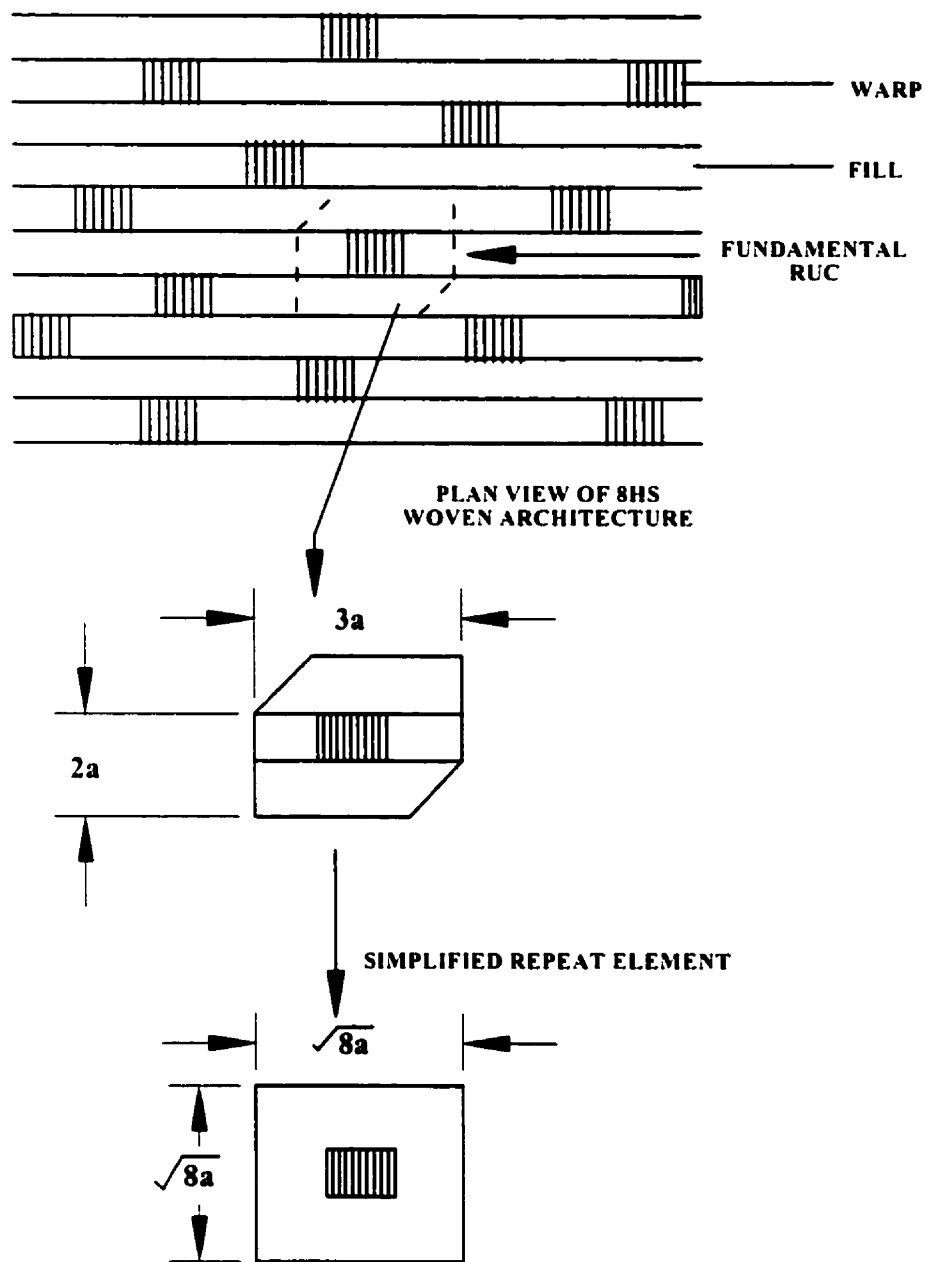 WARP
FILL
FUNDAMENTAL
RUC
PLAN VIEW OF 8HS
WOVEN ARCHITECTURE
3a
2a
SIMPLIFIED REPEAT ELEMENT
√8a
√8a